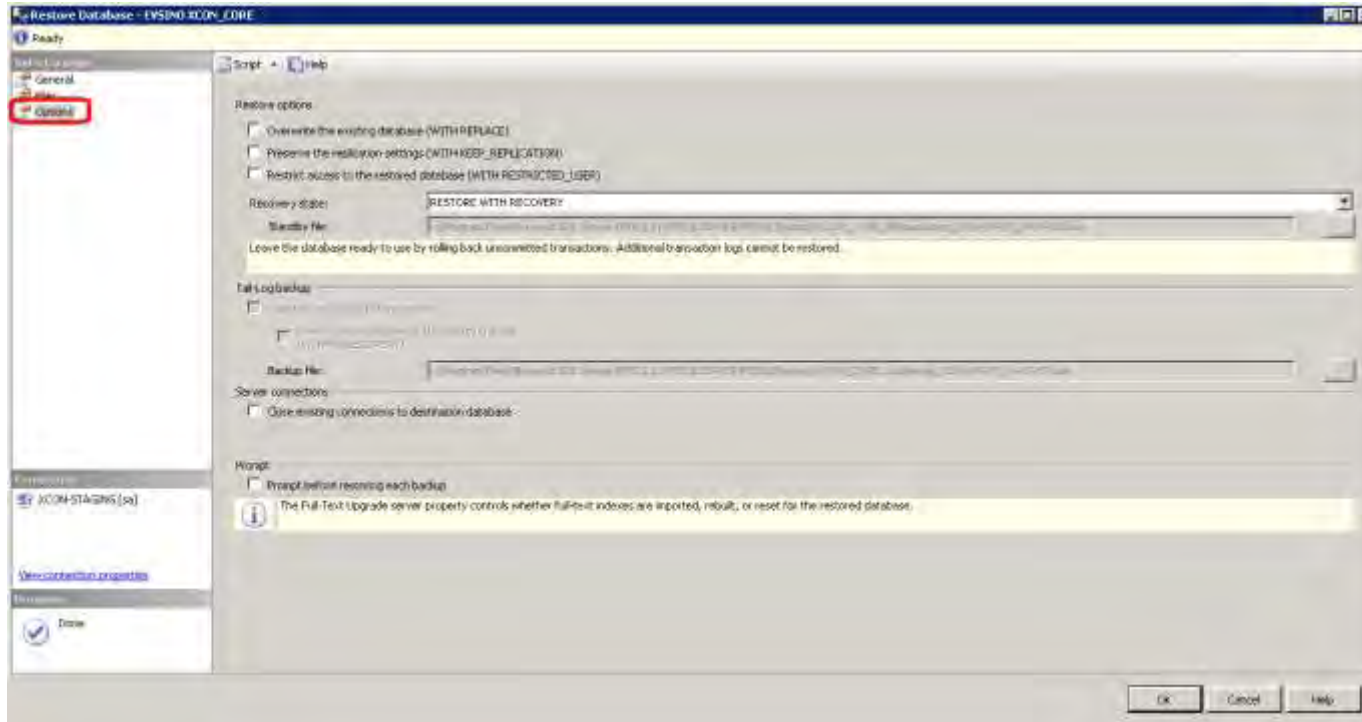 Restore Database - EVSINO XCON_CORE
Ready
Script
Help
General
Files
Options
Restore options
Overwrite the existing database (WITH REPLACE)
Preserve the replication settings (WITH KEEP_REPLICATION)
Restrict access to the restored database (WITH RESTRICTED_USER)
Recovery state:
RESTORE WITH RECOVERY
Standby file:
Leave the database ready to use by rolling back uncommitted transactions. Additional transaction logs cannot be restored.
Tail-Log backup
Backup file:
Server connections
Close existing connections to destination database
Prompt
Prompt before restoring each backup
The Full-Text Upgrade server property controls whether full-text indexes are imported, rebuilt, or reset for the restored database.
Connection
XCON-STAGING [sa]
View connection properties
Progress
Done
OK
Cancel
Help